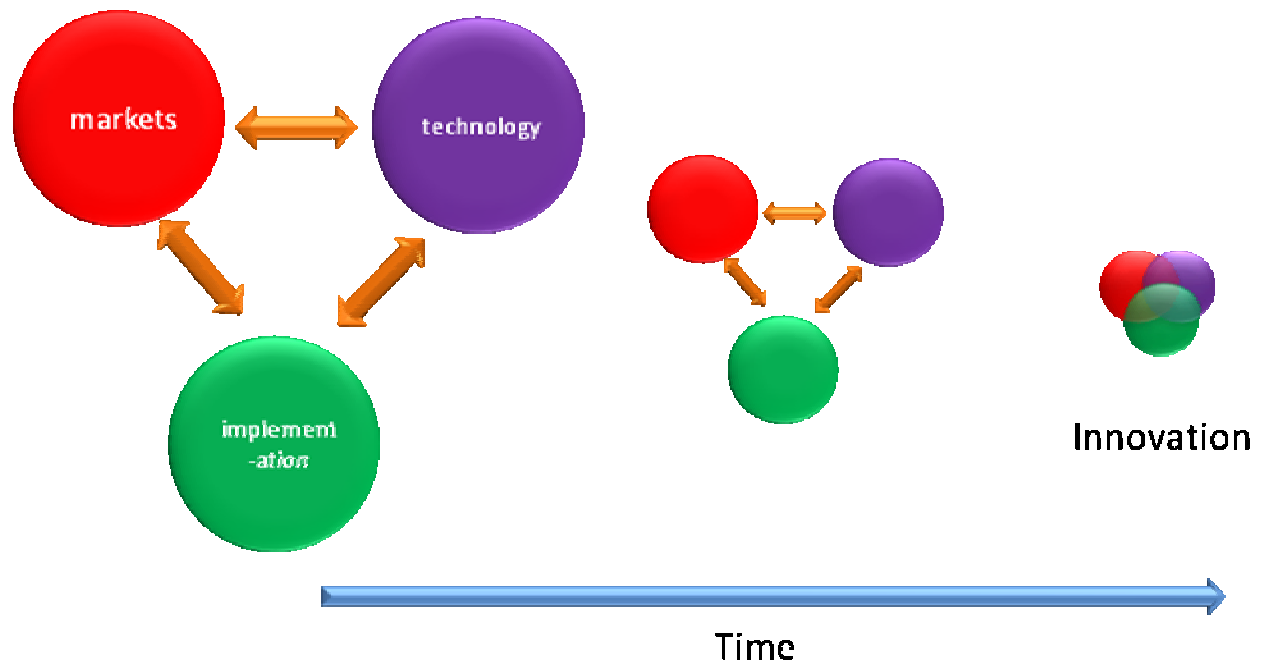 markets
technology
implement
-ation
Innovation
Time